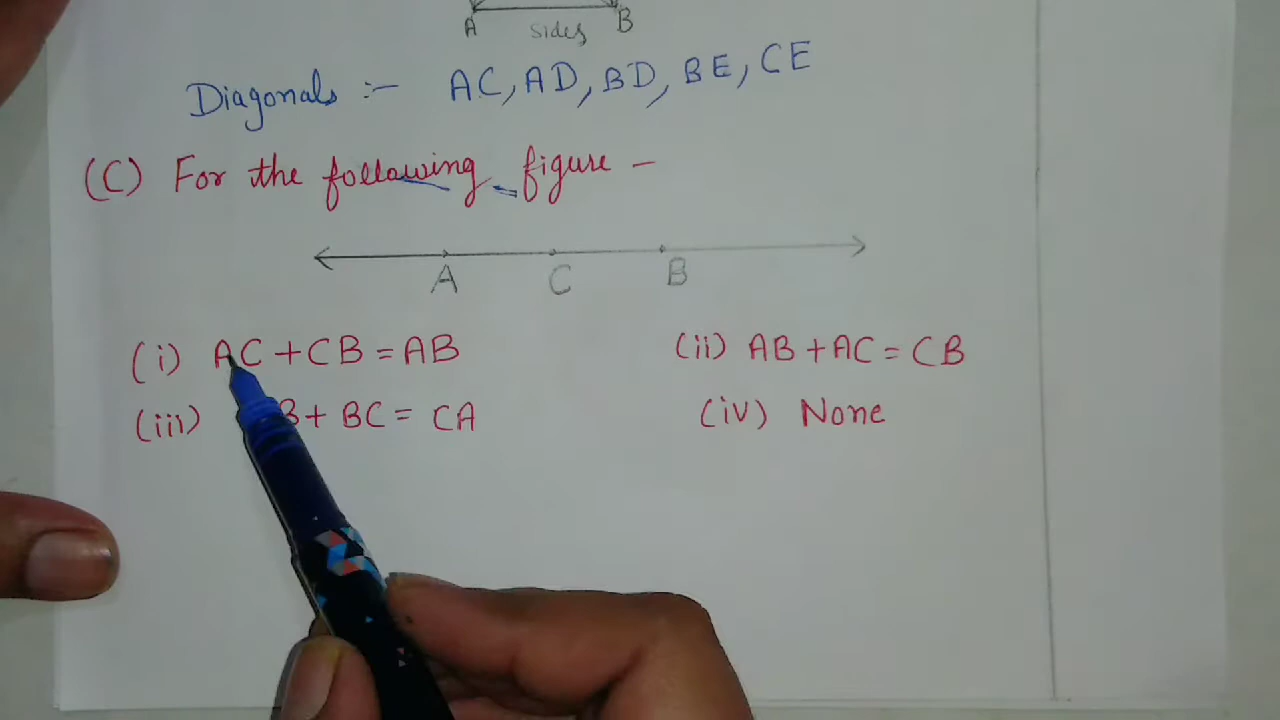 A sides B
Diagonals :- AC, AD, BD, BE, CE
(C) For the following figure -
A C B
(i) AC + CB = AB (ii) AB + AC = CB
(iii) B + BC = CA (iv) None